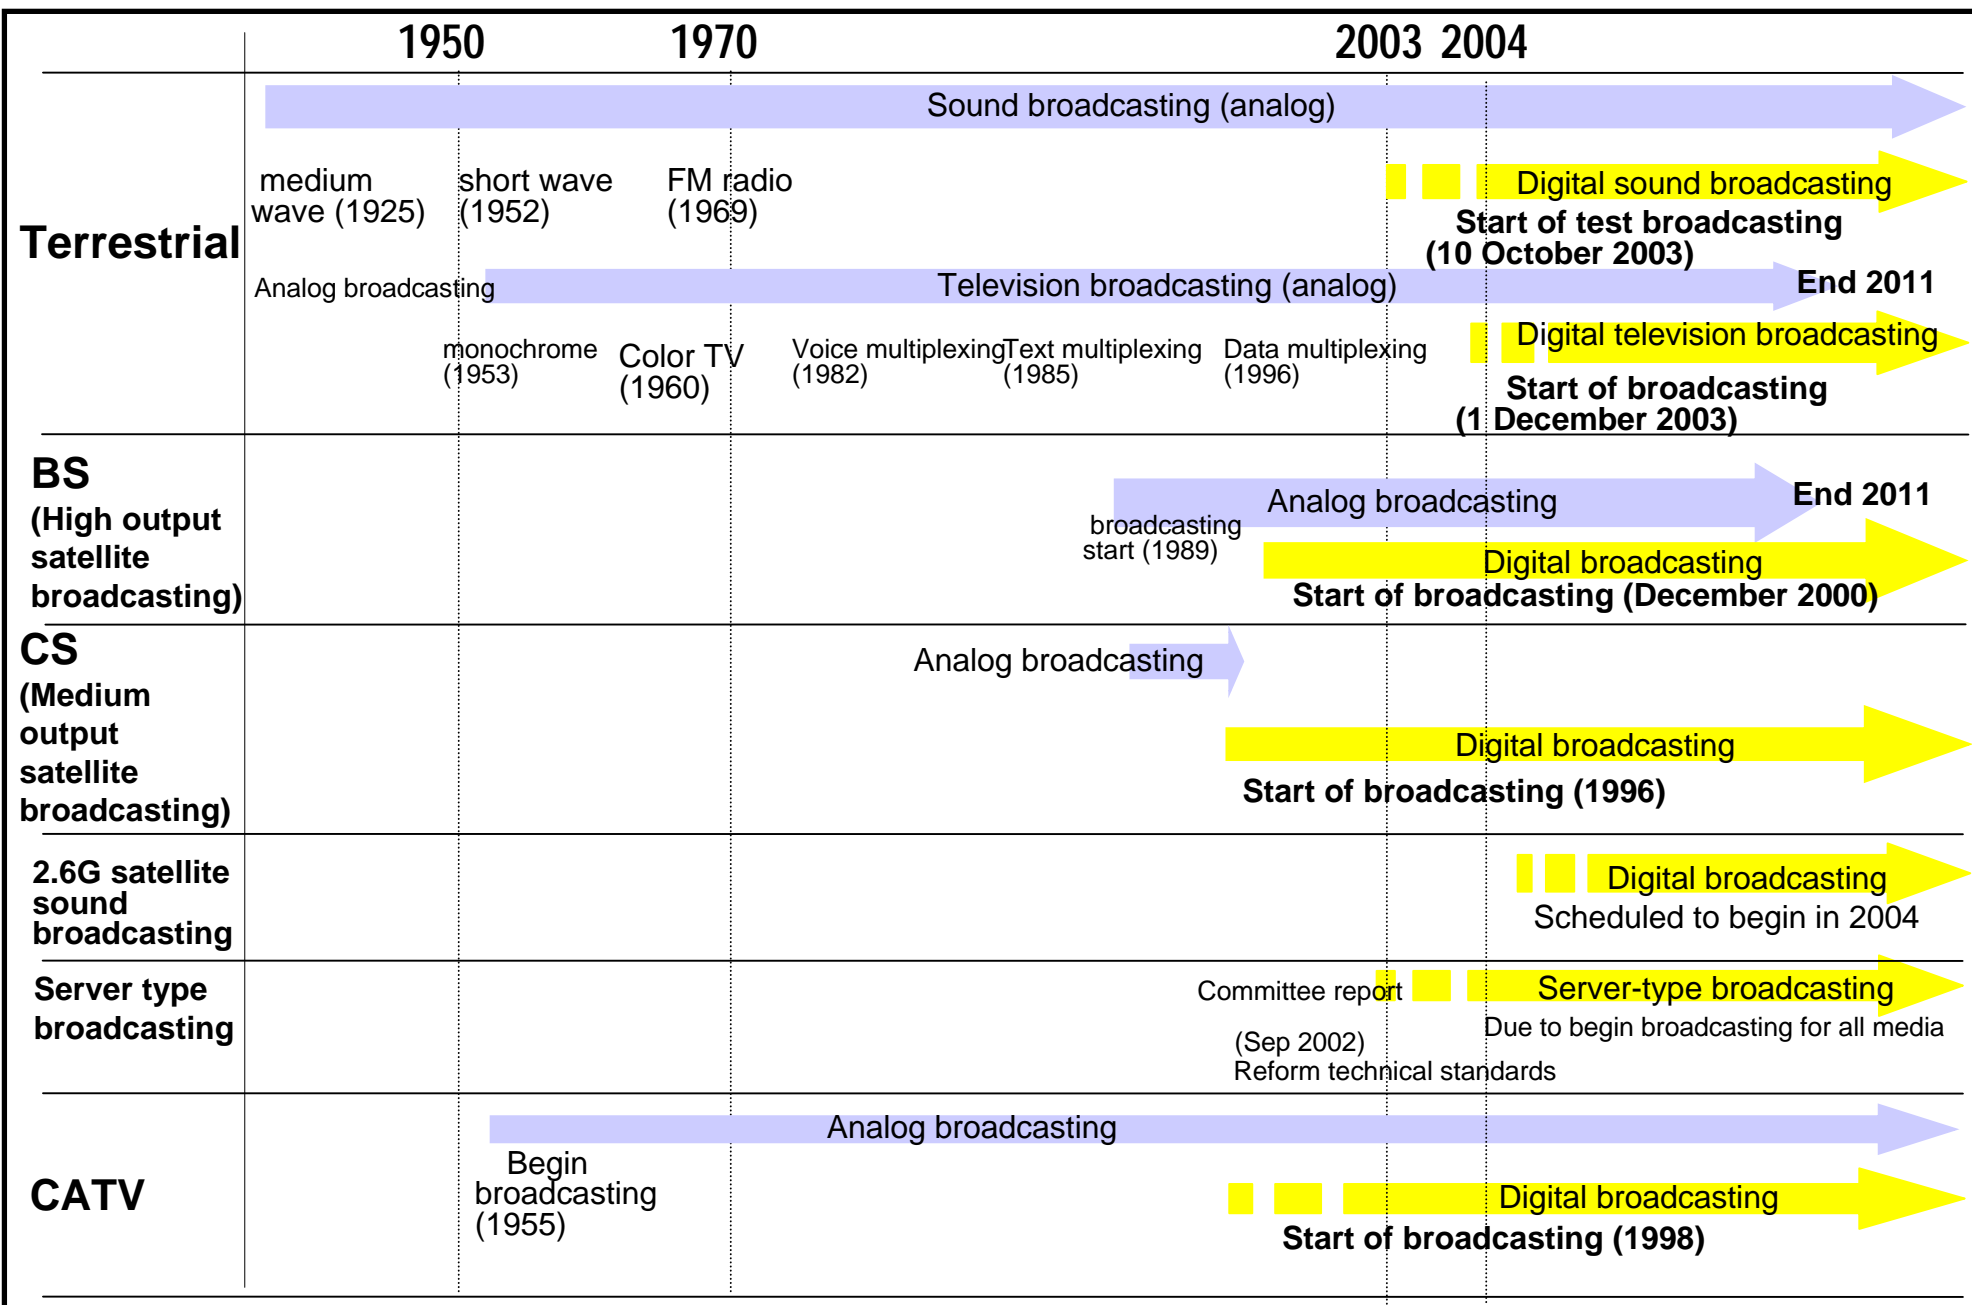 1950 1970 2003 2004
Terrestrial
Sound broadcasting (analog)
medium
wave (1925)
short wave
(1952)
FM radio
(1969)
Digital sound broadcasting
Start of test broadcasting
(10 October 2003)
Analog broadcasting
Television broadcasting (analog)
End 2011
monochrome
(1953)
Color TV
(1960)
Voice multiplexing
(1982)
Text multiplexing
(1985)
Data multiplexing
(1996)
Digital television broadcasting
Start of broadcasting
(1 December 2003)
BS
(High output
satellite
broadcasting)
Analog broadcasting
End 2011
broadcasting
start (1989)
Digital broadcasting
Start of broadcasting (December 2000)
CS
(Medium
output
satellite
broadcasting)
Analog broadcasting
Digital broadcasting
Start of broadcasting (1996)
2.6G satellite
sound
broadcasting
Digital broadcasting
Scheduled to begin in 2004
Server type
broadcasting
Committee report
(Sep 2002)
Reform technical standards
Server-type broadcasting
Due to begin broadcasting for all media
CATV
Analog broadcasting
Begin
broadcasting
(1955)
Digital broadcasting
Start of broadcasting (1998)